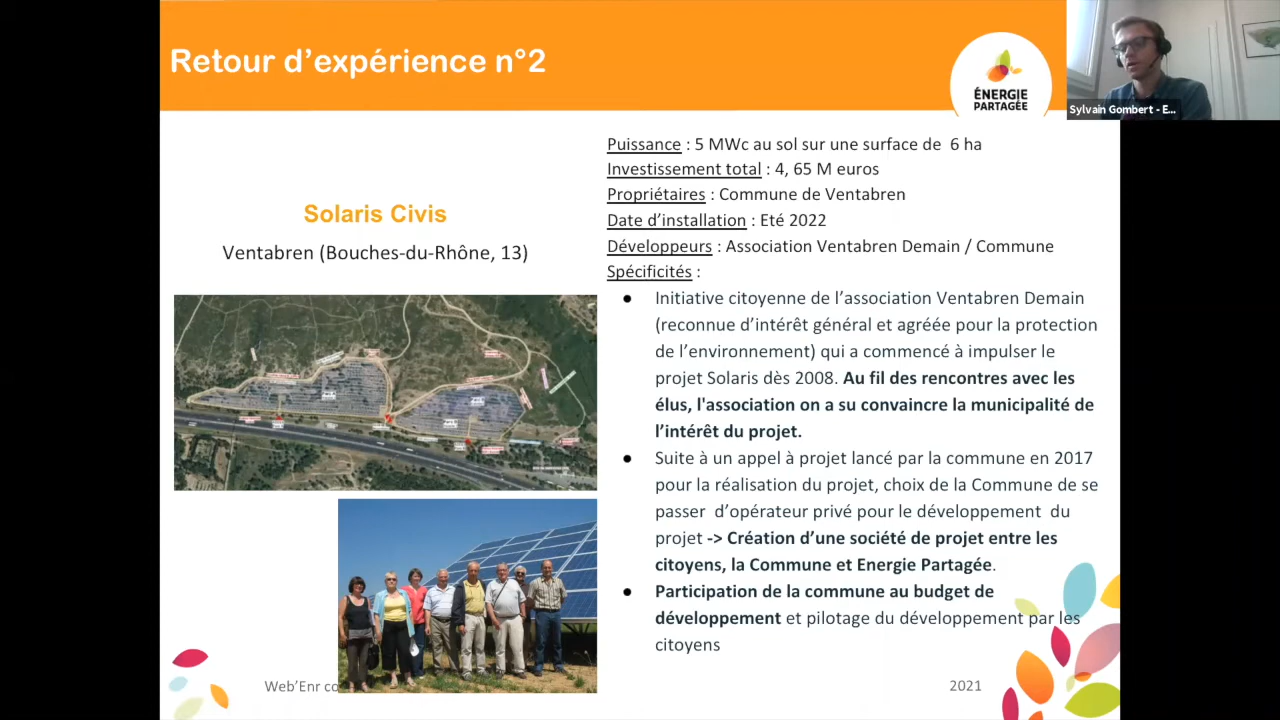 Retour d'expérience n°2
ÉNERGIE
PARTAGÉE
Sylvain Gombert - E...
Solaris Civis
Ventabren (Bouches-du-Rhône, 13)
Puissance : 5 MWc au sol sur une surface de 6 ha
Investissement total : 4, 65 M euros
Propriétaires : Commune de Ventabren
Date d'installation : Eté 2022
Développeurs : Association Ventabren Demain / Commune
Spécificités :
● Initiative citoyenne de l'association Ventabren Demain
(reconnue d'intérêt général et agréée pour la protection
de l'environnement) qui a commencé à impulser le
projet Solaris dès 2008. Au fil des rencontres avec les
élus, l'association on a su convaincre la municipalité de
l'intérêt du projet.
● Suite à un appel à projet lancé par la commune en 2017
pour la réalisation du projet, choix de la Commune de se
passer d'opérateur privé pour le développement du
projet -> Création d'une société de projet entre les
citoyens, la Commune et Energie Partagée.
● Participation de la commune au budget de
développement et pilotage du développement par les
citoyens
Web'Enr co
2021